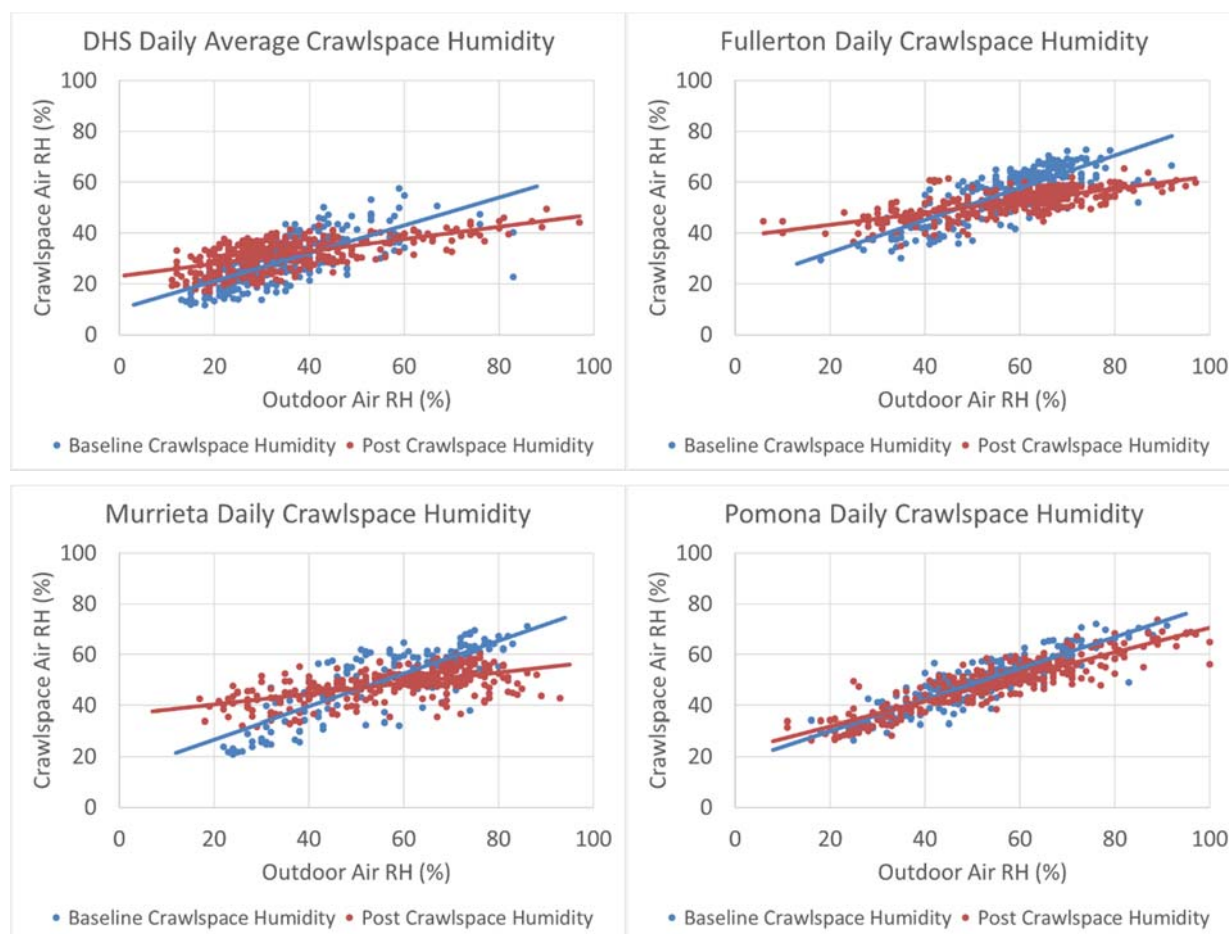 DHS Daily Average Crawlspace Humidity
Crawlspace Air RH (%)
100
80
60
40
20
0
0 20 40 60 80 100
Outdoor Air RH (%)
Baseline Crawlspace Humidity Post Crawlspace Humidity
Fullerton Daily Crawspace Humidity
Crawlspace Air RH (%)
100
80
60
40
20
0
0 20 40 60 80 100
Outdoor Air RH (%)
Baseline Crawlspace Humidity Post Crawlspace Humidity
Murrieta Daily Crawlspace Humidity
Crawlspace Air RH (%)
100
80
60
40
20
0
0 20 40 60 80 100
Outdoor Air RH (%)
Baseline Crawlspace Humidity Post Crawlspace Humidity
Pomona Daily Crawlspace Humidity
Crawlspace Air RH (%)
100
80
60
40
20
0
0 20 40 60 80 100
Outdoor Air RH (%)
Baseline Crawlspace Humidity Post Crawlspace Humidity